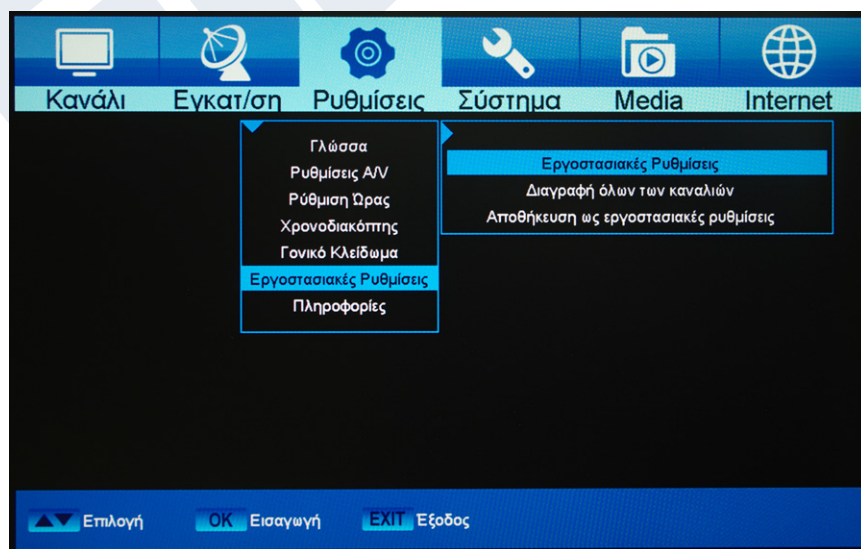 Κανάλι Εγκατ/ση Ρυθμίσεις Σύστημα Media Internet
Γλώσσα
Ρυθμίσεις A/V
Ρύθμιση Ώρας
Χρονοδιακόπτης
Γονικό Κλείδωμα
Εργοστασιακές Ρυθμίσεις
Πληροφορίες
Εργοστασιακές Ρυθμίσεις
Διαγραφή όλων των καναλιών
Αποθήκευση ως εργοστασιακές ρυθμίσεις
Επιλογή OK Εισαγωγή EXIT Έξοδος